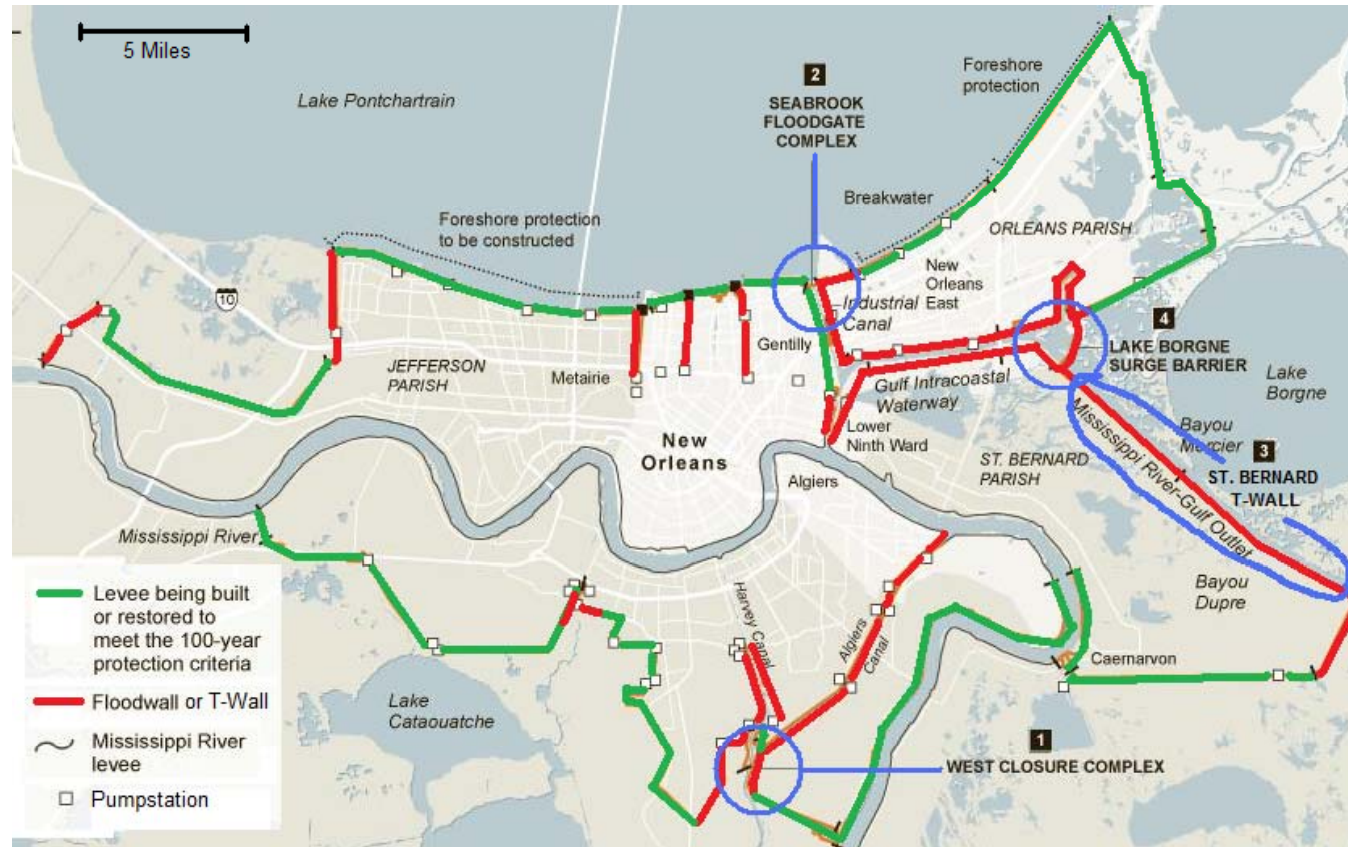 5 Miles
Lake Pontchartrain
2
SEABROOK
FLOODGATE
COMPLEX
Foreshore
protection
Breakwater
Foreshore protection
to be constructed
ORLEANS PARISH
New
Orleans
East
10
Industrial
Canal
Gentilly
4
LAKE BORGNE
SURGE BARRIER
JEFFERSON
PARISH
Metairie
Gulf Intracoastal
Waterway
Lake
Borgne
Lower
Ninth Ward
Mississippi River-Gulf Outlet
Bayou
Mercier
New
Orleans
ST. BERNARD
PARISH
3
ST. BERNARD
T-WALL
Algiers
Mississippi River
Bayou
Dupre
Harvey Canal
Algiers
Canal
Caernarvon
Lake
Cataouatche
1
WEST CLOSURE COMPLEX
Levee being built
or restored to
meet the 100-year
protection criteria
Floodwall or T-Wall
Mississippi River
levee
Pumpstation